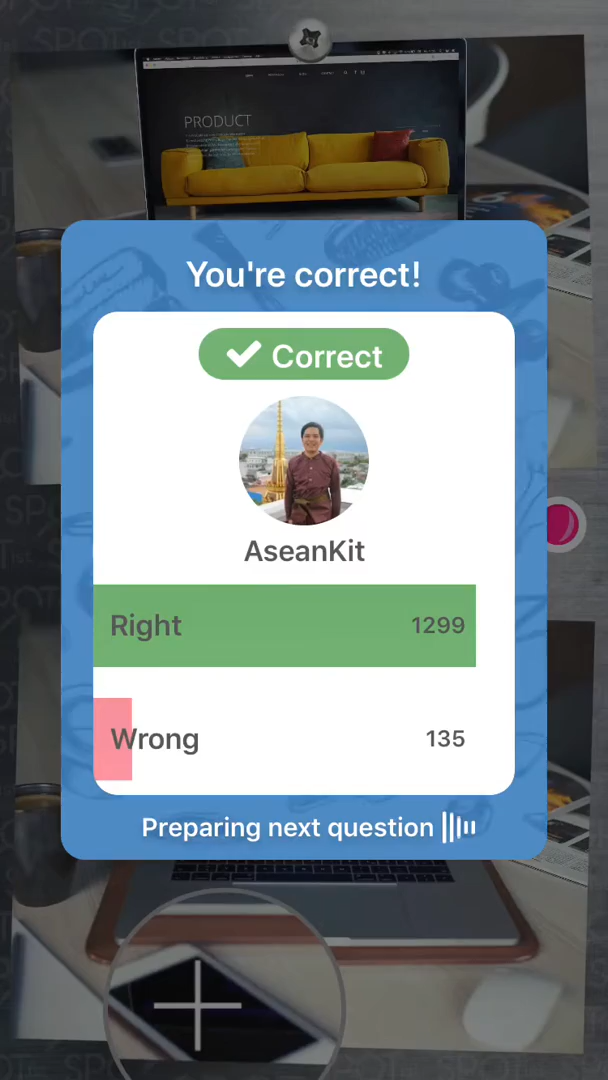 PRODUCT
You're correct!
Correct
AseanKit
Right 1299
Wrong 135
Preparing next question